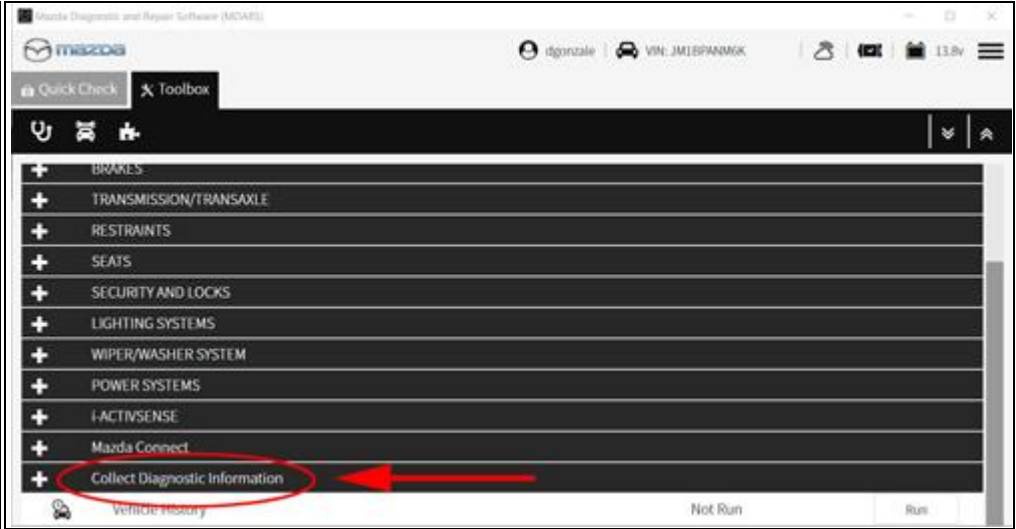 Mazda Diagnostic and Repair Software (MDARS)
mazda dgonzale VIN: JM1BPANM6K 13.8v
Quick Check Toolbox
BRAKES
TRANSMISSION/TRANSAXLE
RESTRAINTS
SEATS
SECURITY AND LOCKS
LIGHTING SYSTEMS
WIPER/WASHER SYSTEM
POWER SYSTEMS
i-ACTIVSENSE
Mazda Connect
Collect Diagnostic Information
Vehicle History Not Run Run